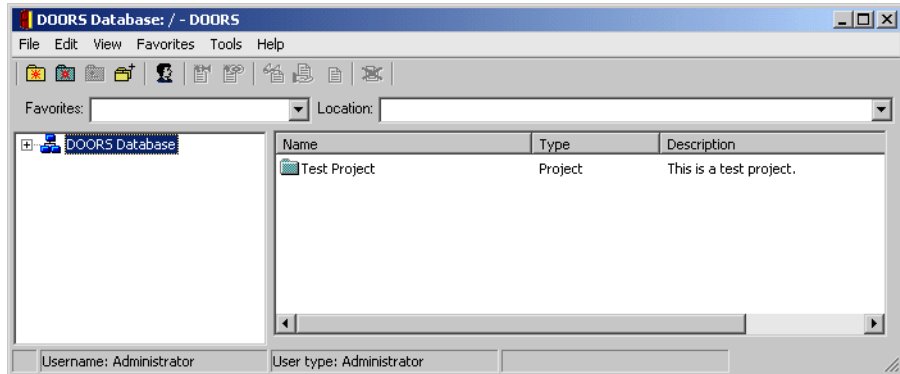 DOORS Database: / - DOORS
File Edit View Favorites Tools Help
Favorites: Location:
DOORS Database
Name Type Description
Test Project Project This is a test project.
Username: Administrator User type: Administrator